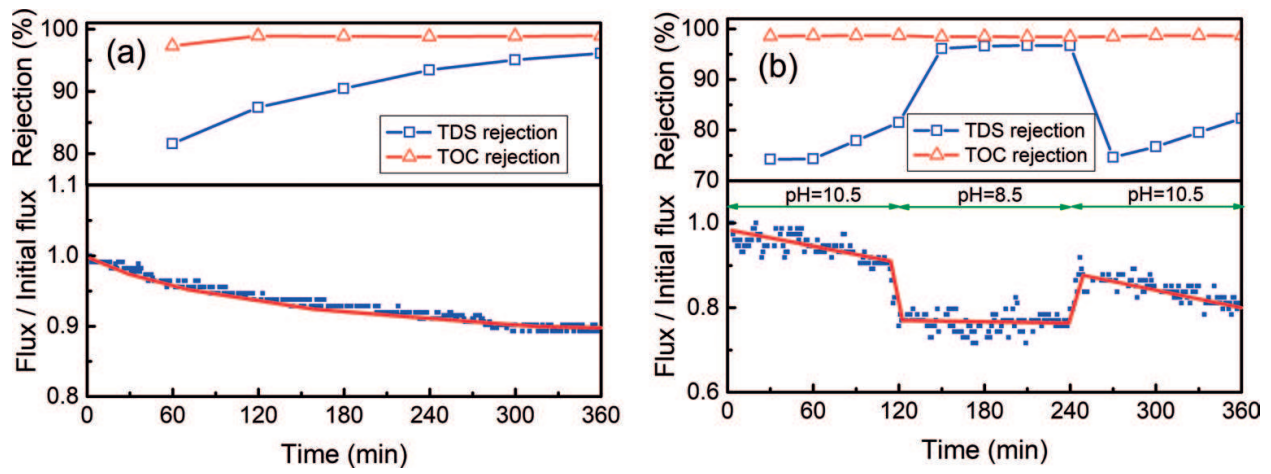 Rejection (%)
100
90
80
(a)
TDS rejection
TOC rejection
Flux / Initial flux
1.1
1.0
0.9
0.8
0 60 120 180 240 300 360
Time (min)
Rejection (%)
100
90
80
70
(b)
TDS rejection
TOC rejection
pH=10.5 pH=8.5 pH=10.5
Flux / Initial flux
1.0
0.8
0.6
0 60 120 180 240 300 360
Time (min)